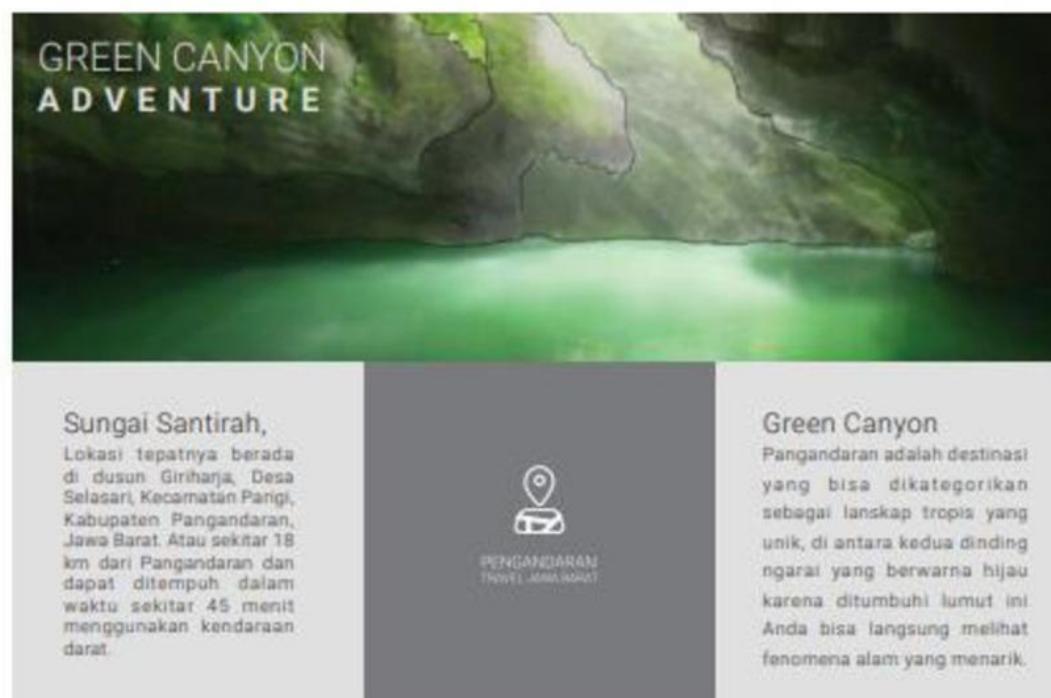 GREEN CANYON
ADVENTURE
Sungai Santirah,
Lokasi tepatnya berada
di dusun Giriharja, Desa
Selasari, Kecamatan Parigi,
Kabupaten Pangandaran,
Jawa Barat. Atau sekitar 18
km dari Pangandaran dan
dapat ditempuh dalam
waktu sekitar 45 menit
menggunakan kendaraan
darat.
PENGANDARAN
TRAVEL JAWA BARAT
Green Canyon
Pangandaran adalah destinasi
yang bisa dikategorikan
sebagai lanskap tropis yang
unik, di antara kedua dinding
ngarai yang berwarna hijau
karena ditumbuhi lumut ini
Anda bisa langsung melihat
fenomena alam yang menarik.